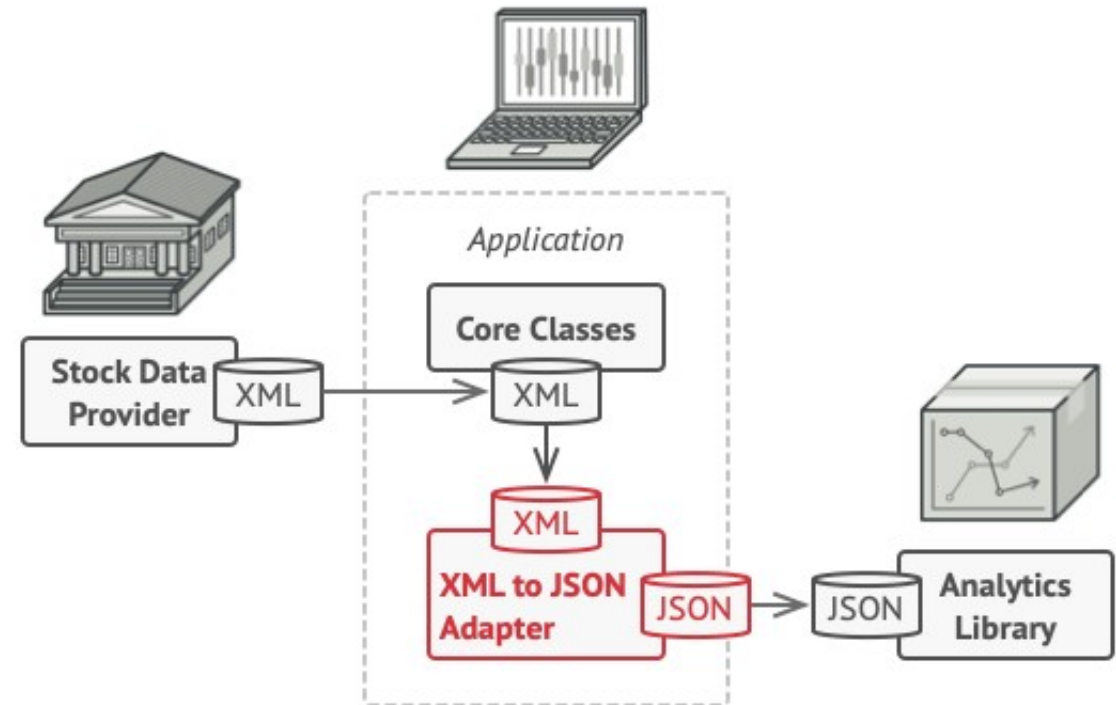 Application
Core Classes
XML
Stock Data
Provider
XML
XML
XML to JSON
Adapter
JSON
JSON
Analytics
Library